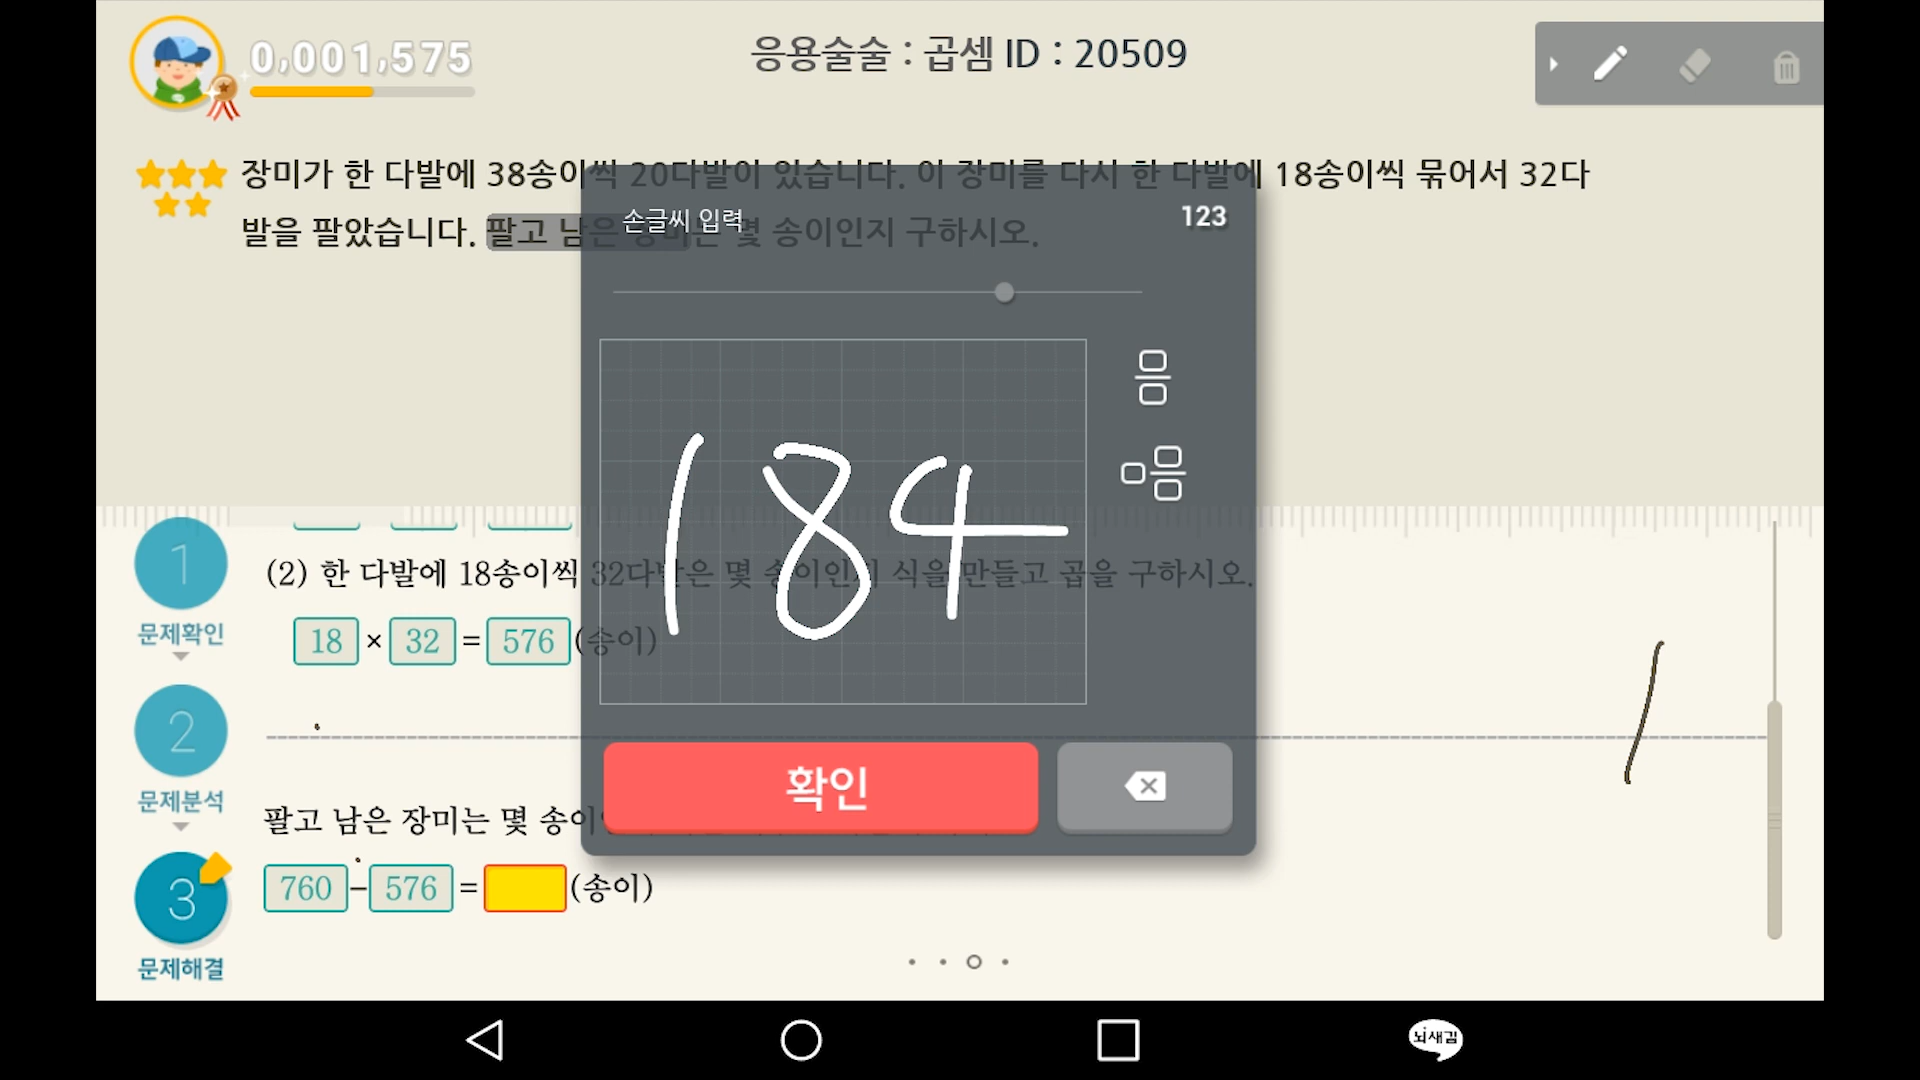 0,001,575
응용술술 : 곱셈 ID : 20509
장미가 한 다발에 38송이씩 20다발이 있습니다. 이 장미를 다시 한 다발에 18송이씩 묶어서 32다
발을 팔았습니다. 팔고 남은 장미는 몇 송이인지 구하시오.
손글씨 입력
123
음
ㅁ음
184
확인
1
문제확인
(2) 한 다발에 18송이씩 32다발은 몇 송이인지 식을 만들고 곱을 구하시오.
18 × 32 = 576 (송이)
2
문제분석
팔고 남은 장미는 몇 송이
3
문제해결
760 - 576 = (송이)
뇌새김